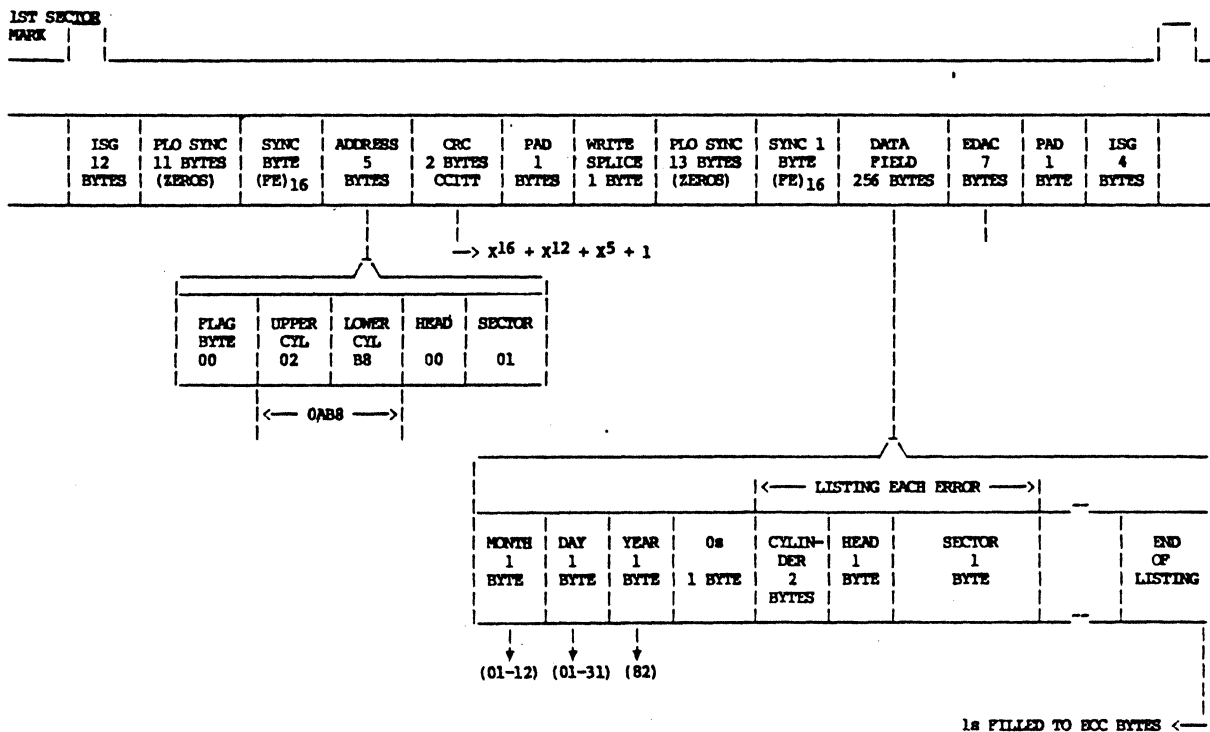 1ST SECTOR
MARK
ISG 12 BYTES
PLO SYNC 11 BYTES (ZEROS)
SYNC BYTE (FE)16
ADDRESS 5 BYTES
CRC 2 BYTES CCITT
PAD 1 BYTES
WRITE SPLICE 1 BYTE
PLO SYNC 13 BYTES (ZEROS)
SYNC 1 BYTE (FE)16
DATA FIELD 256 BYTES
EDAC 7 BYTES
PAD 1 BYTE
ISG 4 BYTES
—> X16 + X12 + X5 + 1
FLAG BYTE 00
UPPER CYL 02
LOWER CYL B8
HEAD 00
SECTOR 01
<—— 0AB8 ——>
<—— LISTING EACH ERROR ——>
MONTH 1 BYTE
DAY 1 BYTE
YEAR 1 BYTE
0s 1 BYTE
CYLIN-DER 2 BYTES
HEAD 1 BYTE
SECTOR 1 BYTE
END OF LISTING
(01-12) (01-31) (82)
1s FILLED TO ECC BYTES <—